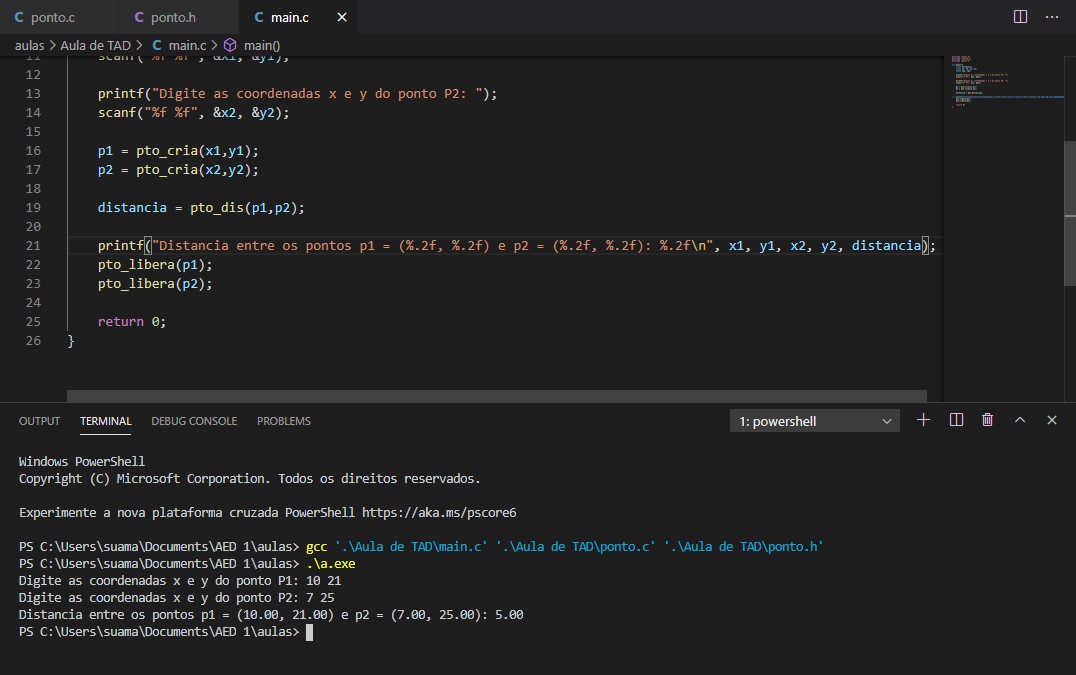 C ponto.c C ponto.h C main.c ×
aulas > Aula de TAD > C main.c > main()
11 scanf("%f %f", &x1, &y1);
12
13 printf("Digite as coordenadas x e y do ponto P2: ");
14 scanf("%f %f", &x2, &y2);
15
16 p1 = pto_cria(x1,y1);
17 p2 = pto_cria(x2,y2);
18
19 distancia = pto_dis(p1,p2);
20
21 printf("Distancia entre os pontos p1 = (%.2f, %.2f) e p2 = (%.2f, %.2f): %.2f\n", x1, y1, x2, y2, distancia);
22 pto_libera(p1);
23 pto_libera(p2);
24
25 return 0;
26 }
OUTPUT TERMINAL DEBUG CONSOLE PROBLEMS 1: powershell
Windows PowerShell
Copyright (C) Microsoft Corporation. Todos os direitos reservados.
Experimente a nova plataforma cruzada PowerShell https://aka.ms/pscore6
PS C:\Users\suama\Documents\AED 1\aulas> gcc '.\Aula de TAD\main.c' '.\Aula de TAD\ponto.c' '.\Aula de TAD\ponto.h'
PS C:\Users\suama\Documents\AED 1\aulas> .\a.exe
Digite as coordenadas x e y do ponto P1: 10 21
Digite as coordenadas x e y do ponto P2: 7 25
Distancia entre os pontos p1 = (10.00, 21.00) e p2 = (7.00, 25.00): 5.00
PS C:\Users\suama\Documents\AED 1\aulas>